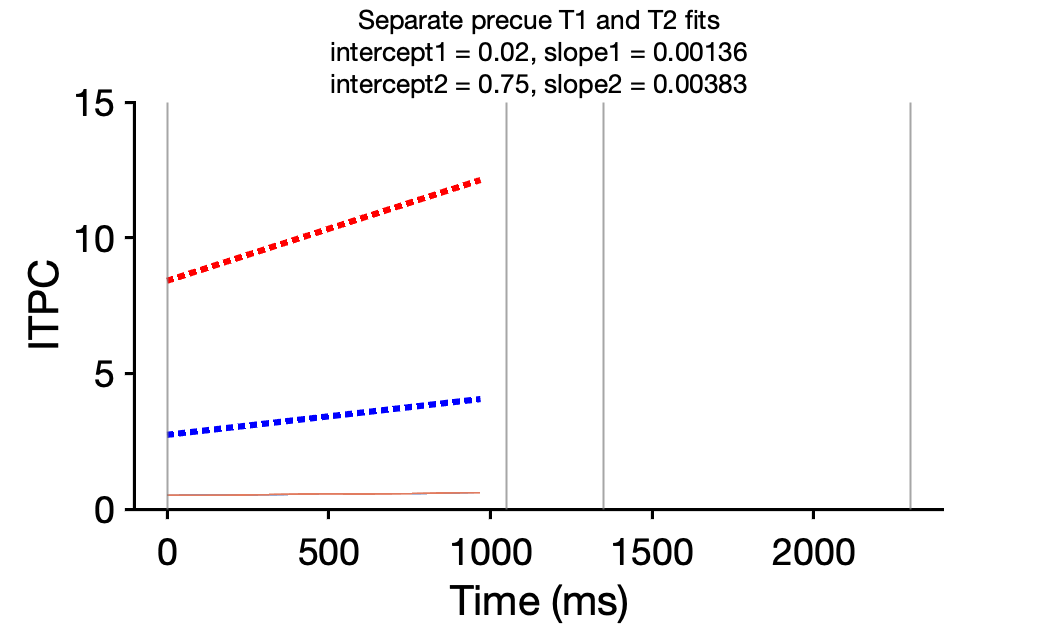 Separate precue T1 and T2 fits
intercept1 = 0.02, slope1 = 0.00136
intercept2 = 0.75, slope2 = 0.00383
15
10
5
0
ITPC
0 500 1000 1500 2000
Time (ms)